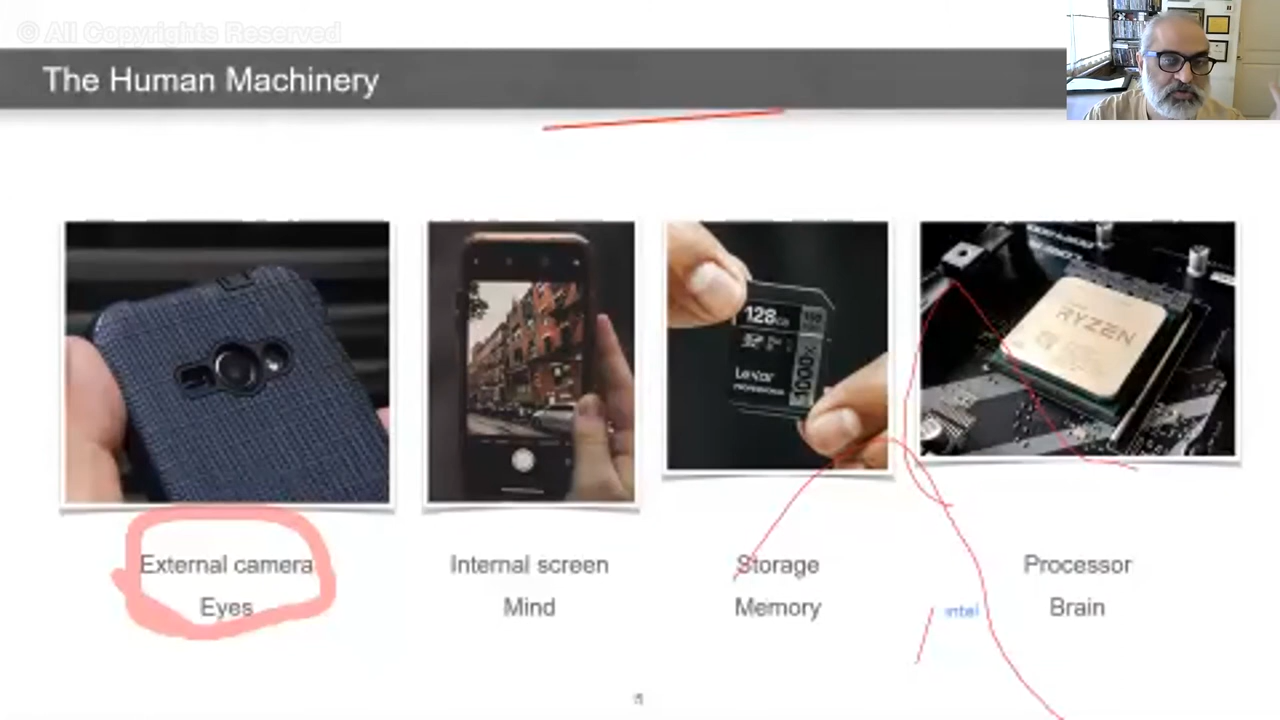 © All Copyrights Reserved
The Human Machinery
128
Lexar
1000x
RYZEN
External camera
Internal screen
Storage
Processor
Eyes
Mind
Memory
Brain
intel